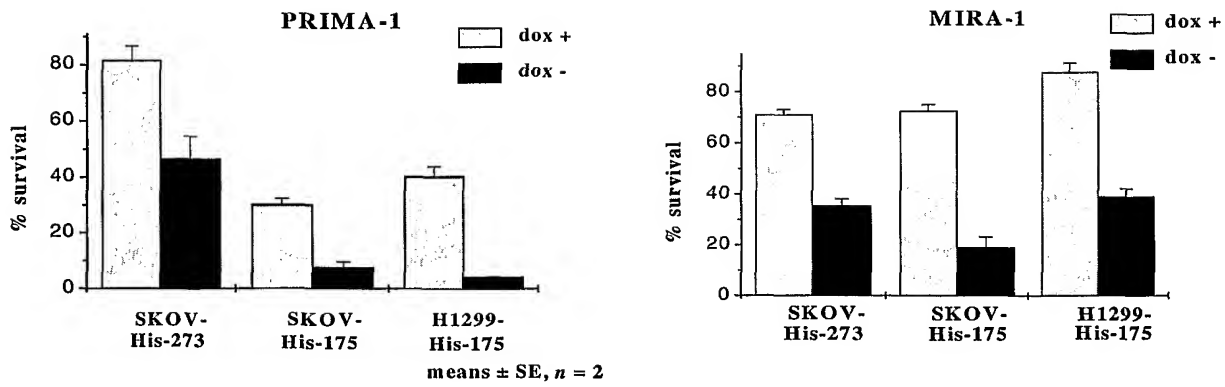 PRIMA-1
dox +
dox -
% survival
80
60
40
20
0
SKOV-
His-273
SKOV-
His-175
H1299-
His-175
means ± SE, n = 2
MIRA-1
dox +
dox -
% survival
80
60
40
20
0
SKOV-
His-273
SKOV-
His-175
H1299-
His-175